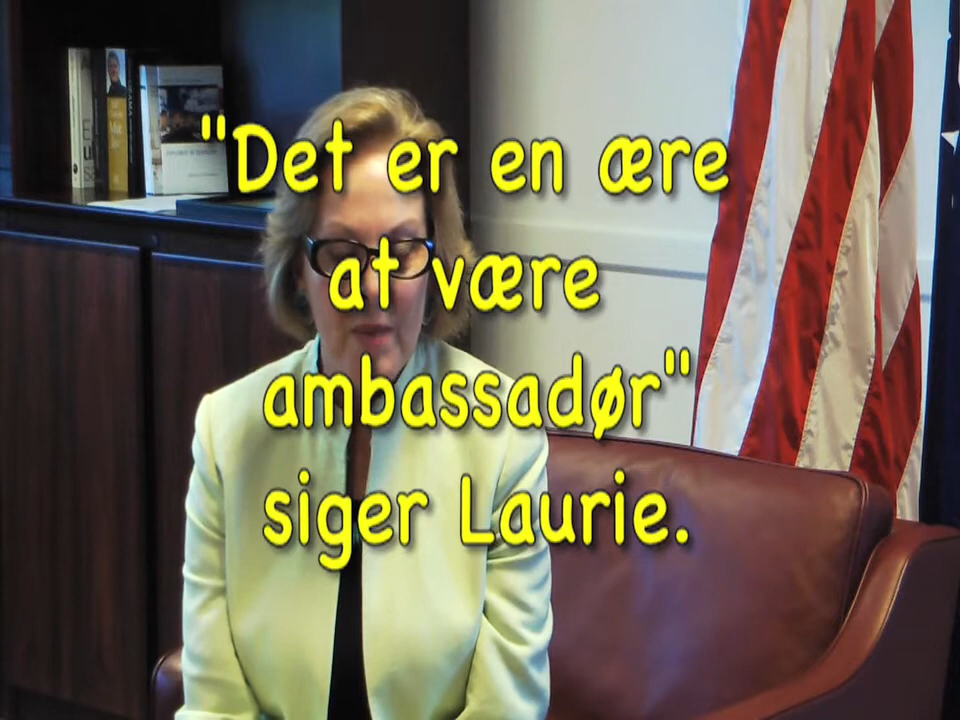 "Det er en ære
at være
ambassadør"
siger Laurie.